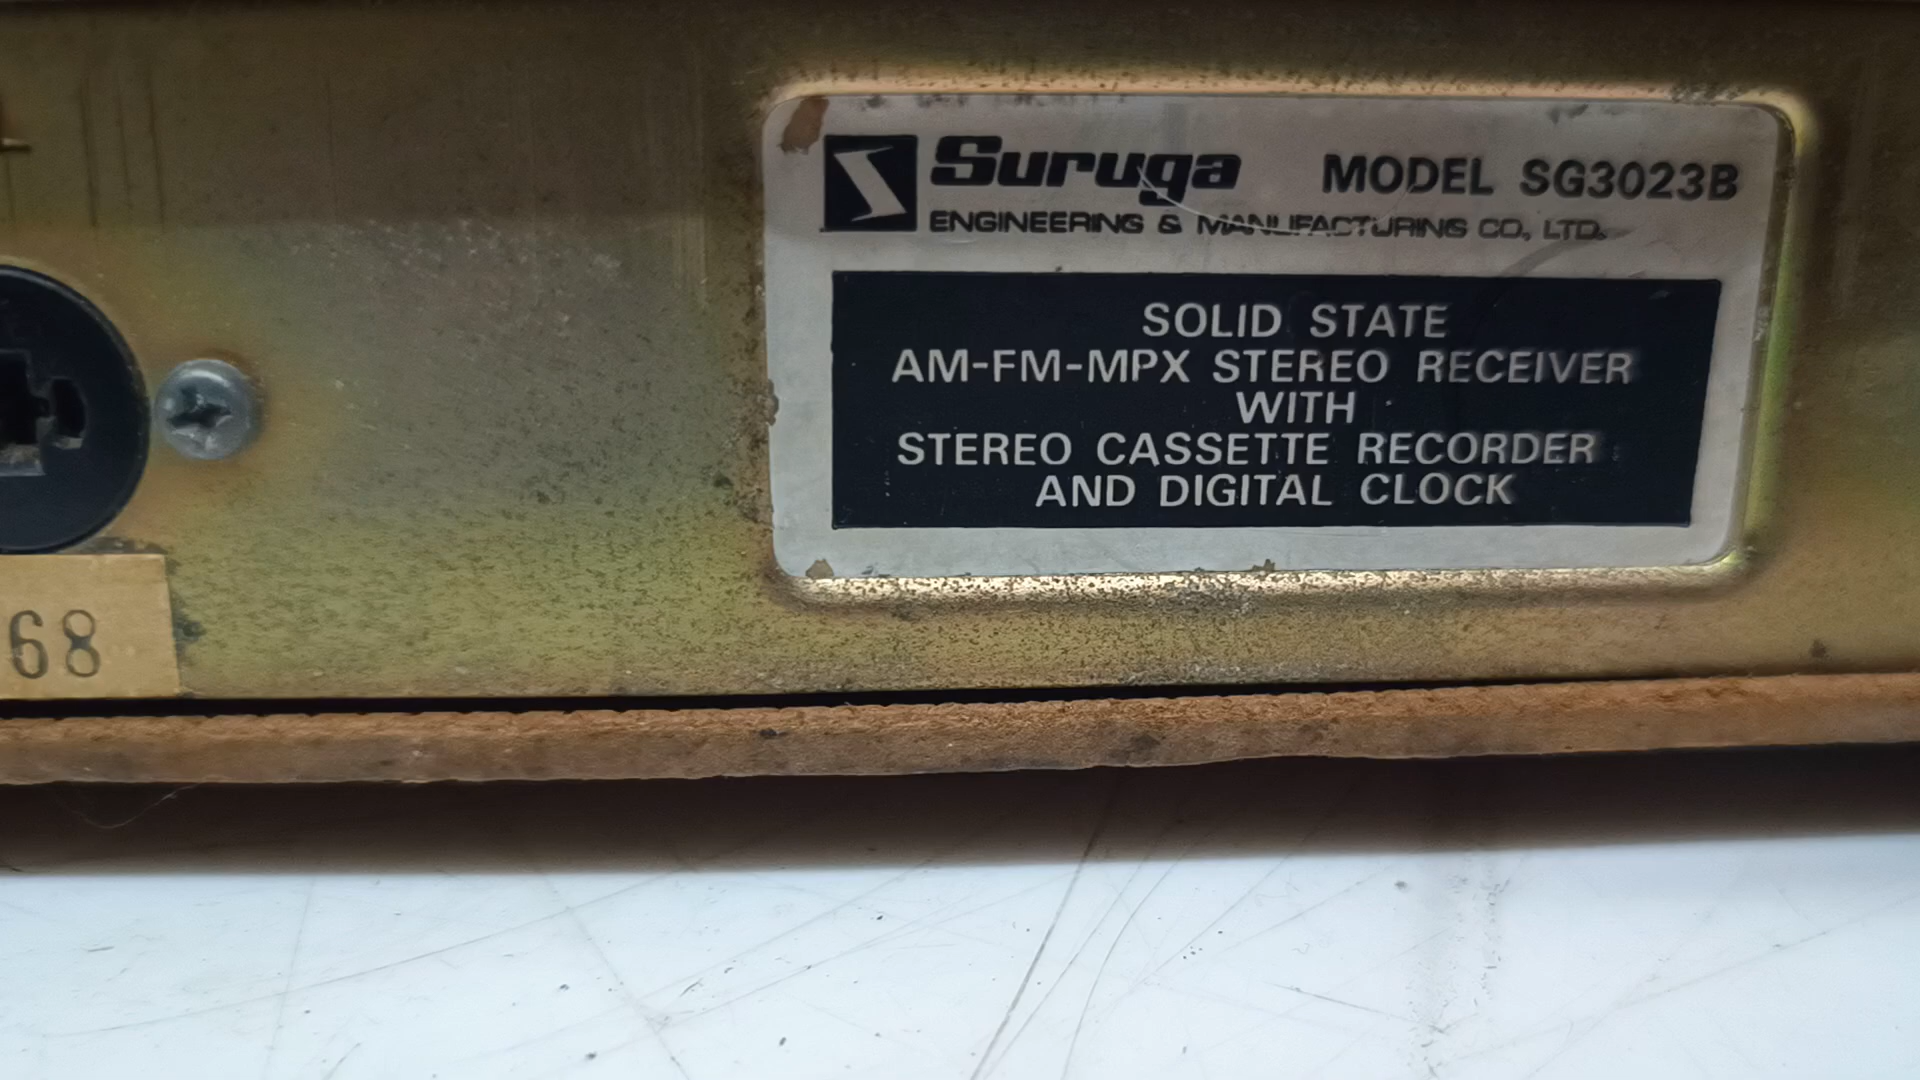 Suruga MODEL SG3023B
ENGINEERING & MANUFACTURING CO., LTD.
SOLID STATE
AM-FM-MPX STEREO RECEIVER
WITH
STEREO CASSETTE RECORDER
AND DIGITAL CLOCK
68